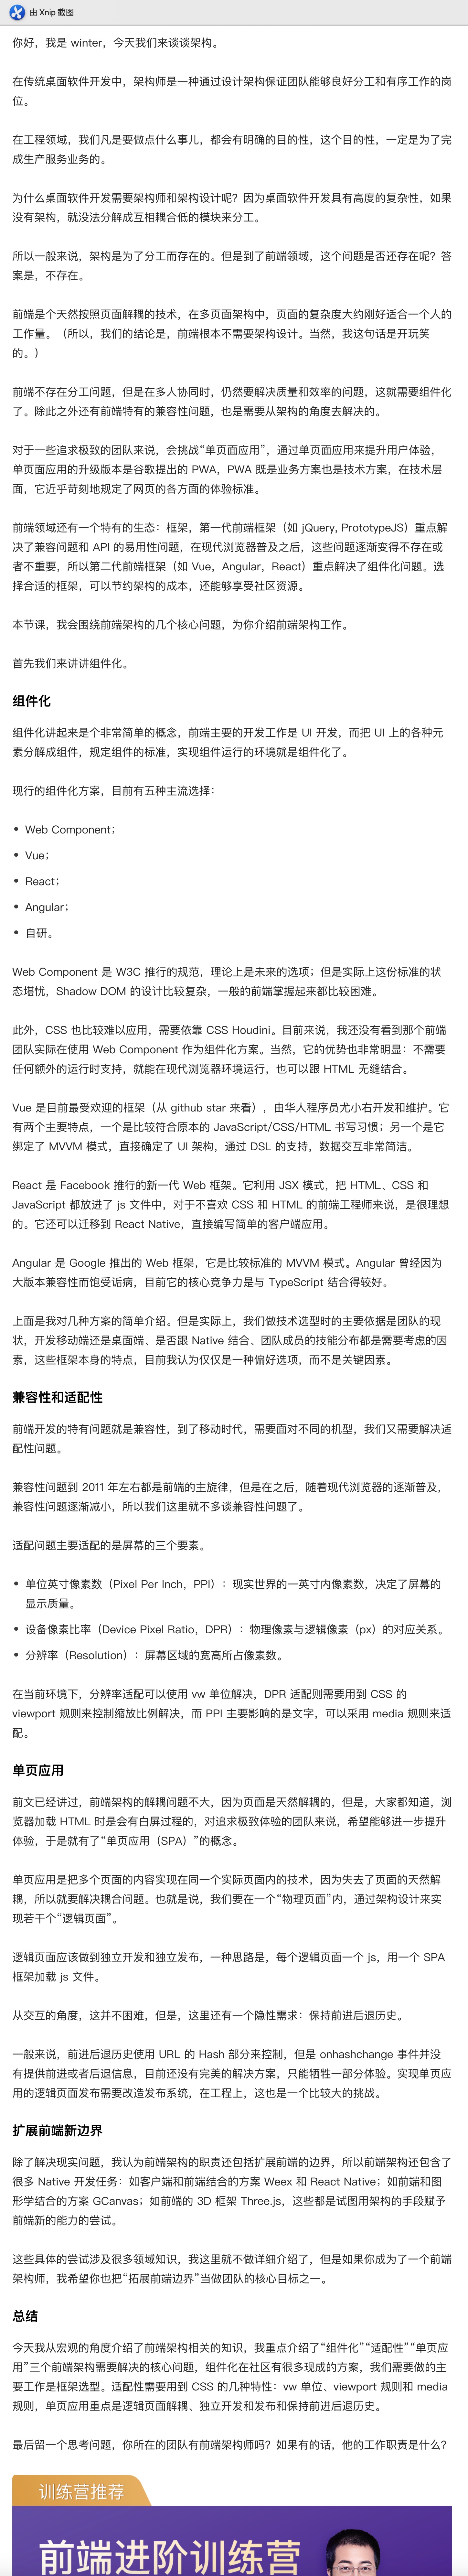 由 Xnip 截图
你好，我是 winter，今天我们来谈谈架构。
在传统桌面软件开发中，架构师是一种通过设计架构保证团队能够良好分工和有序工作的岗
位。
在工程领域，我们凡是要做点什么事儿，都会有明确的目的性，这个目的性，一定是为了完
成生产服务业务的。
为什么桌面软件开发需要架构师和架构设计呢？因为桌面软件开发具有高度的复杂性，如果
没有架构，就没法分解成互相耦合低的模块来分工。
所以一般来说，架构是为了分工而存在的。但是到了前端领域，这个问题是否还存在呢？答
案是，不存在。
前端是个天然按照页面解耦的技术，在多页面架构中，页面的复杂度大约刚好适合一个人的
工作量。（所以，我们的结论是，前端根本不需要架构设计。当然，我这句话是开玩笑
的。）
前端不存在分工问题，但是在多人协同时，仍然要解决质量和效率的问题，这就需要组件化
了。除此之外还有前端特有的兼容性问题，也是需要从架构的角度去解决的。
对于一些追求极致的团队来说，会挑战“单页面应用”，通过单页面应用来提升用户体验，
单页面应用的升级版本是谷歌提出的 PWA，PWA 既是业务方案也是技术方案，在技术层
面，它近乎苛刻地规定了网页的各方面的体验标准。
前端领域还有一个特有的生态：框架，第一代前端框架（如 jQuery, PrototypeJS）重点解
决了兼容问题和 API 的易用性问题，在现代浏览器普及之后，这些问题逐渐变得不存在或
者不重要，所以第二代前端框架（如 Vue，Angular，React）重点解决了组件化问题。选
择合适的框架，可以节约架构的成本，还能够享受社区资源。
本节课，我会围绕前端架构的几个核心问题，为你介绍前端架构工作。
首先我们来讲讲组件化。
组件化
组件化讲起来是个非常简单的概念，前端主要的开发工作是 UI 开发，而把 UI 上的各种元
素分解成组件，规定组件的标准，实现组件运行的环境就是组件化了。
现行的组件化方案，目前有五种主流选择：
• Web Component；
• Vue；
• React；
• Angular；
• 自研。
Web Component 是 W3C 推行的规范，理论上是未来的选项；但是实际上这份标准的状
态堪忧，Shadow DOM 的设计比较复杂，一般的前端掌握起来都比较困难。
此外，CSS 也比较难以应用，需要依靠 CSS Houdini。目前来说，我还没有看到那个前端
团队实际在使用 Web Component 作为组件化方案。当然，它的优势也非常明显：不需要
任何额外的运行时支持，就能在现代浏览器环境运行，也可以跟 HTML 无缝结合。
Vue 是目前最受欢迎的框架（从 github star 来看），由华人程序员尤小右开发和维护。它
有两个主要特点，一个是比较符合原本的 JavaScript/CSS/HTML 书写习惯；另一个是它
绑定了 MVVM 模式，直接确定了 UI 架构，通过 DSL 的支持，数据交互非常简洁。
React 是 Facebook 推行的新一代 Web 框架。它利用 JSX 模式，把 HTML、CSS 和
JavaScript 都放进了 js 文件中，对于不喜欢 CSS 和 HTML 的前端工程师来说，是很理想
的。它还可以迁移到 React Native，直接编写简单的客户端应用。
Angular 是 Google 推出的 Web 框架，它是比较标准的 MVVM 模式。Angular 曾经因为
大版本兼容性而饱受诟病，目前它的核心竞争力是与 TypeScript 结合得较好。
上面是我对几种方案的简单介绍。但是实际上，我们做技术选型时的主要依据是团队的现
状，开发移动端还是桌面端、是否跟 Native 结合、团队成员的技能分布都是需要考虑的因
素，这些框架本身的特点，目前我认为仅仅是一种偏好选项，而不是关键因素。
兼容性和适配性
前端开发的特有问题就是兼容性，到了移动时代，需要面对不同的机型，我们又需要解决适
配性问题。
兼容性问题到 2011 年左右都是前端的主旋律，但是在之后，随着现代浏览器的逐渐普及，
兼容性问题逐渐减小，所以我们这里就不多谈兼容性问题了。
适配问题主要适配的是屏幕的三个要素。
• 单位英寸像素数（Pixel Per Inch，PPI）：现实世界的一英寸内像素数，决定了屏幕的
显示质量。
• 设备像素比率（Device Pixel Ratio，DPR）：物理像素与逻辑像素（px）的对应关系。
• 分辨率（Resolution）：屏幕区域的宽高所占像素数。
在当前环境下，分辨率适配可以使用 vw 单位解决，DPR 适配则需要用到 CSS 的
viewport 规则来控制缩放比例解决，而 PPI 主要影响的是文字，可以采用 media 规则来适
配。
单页应用
前文已经讲过，前端架构的解耦问题不大，因为页面是天然解耦的，但是，大家都知道，浏
览器加载 HTML 时是会有白屏过程的，对追求极致体验的团队来说，希望能够进一步提升
体验，于是就有了“单页应用（SPA）”的概念。
单页应用是把多个页面的内容实现在同一个实际页面内的技术，因为失去了页面的天然解
耦，所以就要解决耦合问题。也就是说，我们要在一个“物理页面”内，通过架构设计来实
现若干个“逻辑页面”。
逻辑页面应该做到独立开发和独立发布，一种思路是，每个逻辑页面一个 js，用一个 SPA
框架加载 js 文件。
从交互的角度，这并不困难，但是，这里还有一个隐性需求：保持前进后退历史。
一般来说，前进后退历史使用 URL 的 Hash 部分来控制，但是 onhashchange 事件并没
有提供前进或者后退信息，目前还没有完美的解决方案，只能牺牲一部分体验。实现单页应
用的逻辑页面发布需要改造发布系统，在工程上，这也是一个比较大的挑战。
扩展前端新边界
除了解决现实问题，我认为前端架构的职责还包括扩展前端的边界，所以前端架构还包含了
很多 Native 开发任务：如客户端和前端结合的方案 Weex 和 React Native；如前端和图
形学结合的方案 GCanvas；如前端的 3D 框架 Three.js，这些都是试图用架构的手段赋予
前端新的能力的尝试。
这些具体的尝试涉及很多领域知识，我这里就不做详细介绍了，但是如果你成为了一个前端
架构师，我希望你也把“拓展前端边界”当做团队的核心目标之一。
总结
今天我从宏观的角度介绍了前端架构相关的知识，我重点介绍了“组件化”“适配性”“单页应
用”三个前端架构需要解决的核心问题，组件化在社区有很多现成的方案，我们需要做的主
要工作是框架选型。适配性需要用到 CSS 的几种特性：vw 单位、viewport 规则和 media
规则，单页应用重点是逻辑页面解耦、独立开发和发布和保持前进后退历史。
最后留一个思考问题，你所在的团队有前端架构师吗？如果有的话，他的工作职责是什么？
训练营推荐
前端进阶训练营